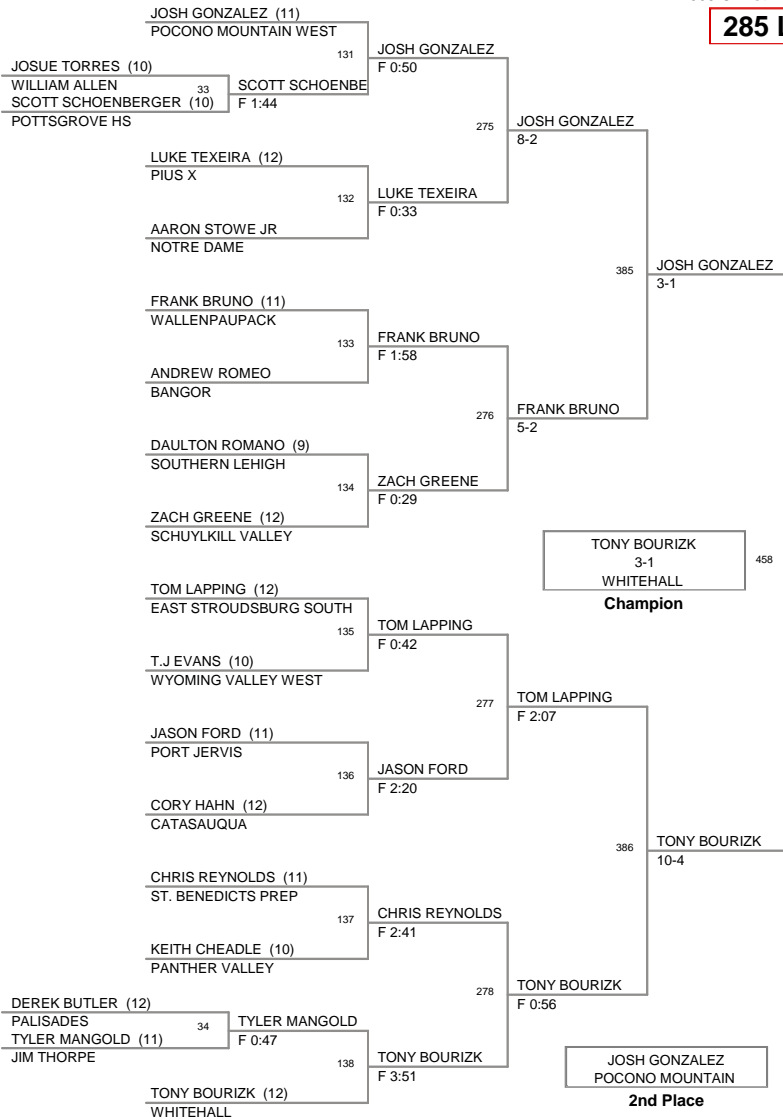 285 L
JOSH GONZALEZ (11)
POCONO MOUNTAIN WEST
131
JOSH GONZALEZ
F 0:50
JOSUE TORRES (10)
WILLIAM ALLEN
33
SCOTT SCHOENBE
SCOTT SCHOENBERGER (10)
F 1:44
POTTSGROVE HS
275
JOSH GONZALEZ
8-2
LUKE TEXEIRA (12)
PIUS X
132
LUKE TEXEIRA
F 0:33
AARON STOWE JR
NOTRE DAME
385
JOSH GONZALEZ
3-1
FRANK BRUNO (11)
WALLENPAUPACK
133
FRANK BRUNO
F 1:58
ANDREW ROMEO
BANGOR
276
FRANK BRUNO
5-2
DAULTON ROMANO (9)
SOUTHERN LEHIGH
134
ZACH GREENE
F 0:29
ZACH GREENE (12)
SCHUYLKILL VALLEY
TONY BOURIZK
3-1
WHITEHALL
458
Champion
TOM LAPPING (12)
EAST STROUDSBURG SOUTH
135
TOM LAPPING
F 0:42
T.J EVANS (10)
WYOMING VALLEY WEST
277
TOM LAPPING
F 2:07
JASON FORD (11)
PORT JERVIS
136
JASON FORD
F 2:20
CORY HAHN (12)
CATASAUQUA
386
TONY BOURIZK
10-4
CHRIS REYNOLDS (11)
ST. BENEDICTS PREP
137
CHRIS REYNOLDS
F 2:41
KEITH CHEADLE (10)
PANTHER VALLEY
278
TONY BOURIZK
F 0:56
DEREK BUTLER (12)
PALISADES
34
TYLER MANGOLD
TYLER MANGOLD (11)
F 0:47
JIM THORPE
138
TONY BOURIZK
F 3:51
TONY BOURIZK (12)
WHITEHALL
JOSH GONZALEZ
POCONO MOUNTAIN
2nd Place